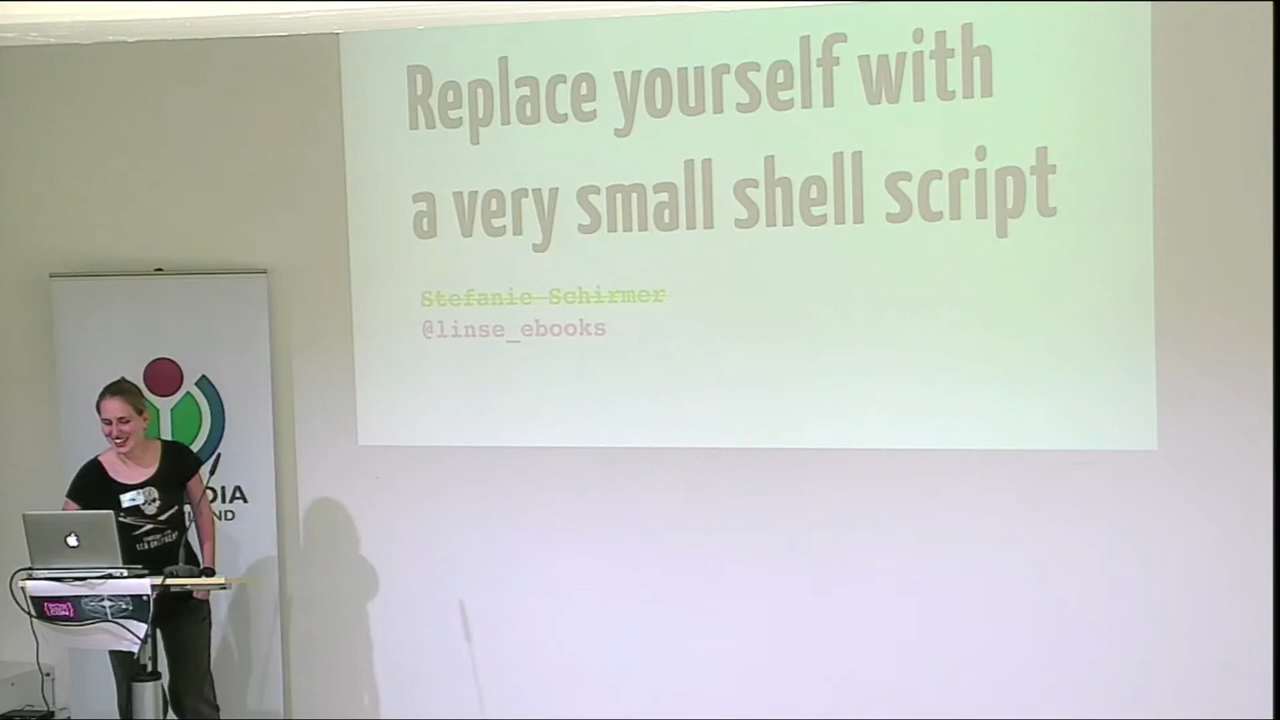 Replace yourself with
a very small shell script
Stefanie Schirmer
@linse_ebooks
DIA
ND